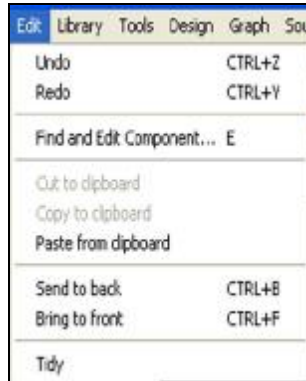 Edit Library Tools Design Graph Sou
Undo CTRL+Z
Redo CTRL+Y
Find and Edit Component... E
Cut to clipboard
Copy to clipboard
Paste from clipboard
Send to back CTRL+B
Bring to front CTRL+F
Tidy